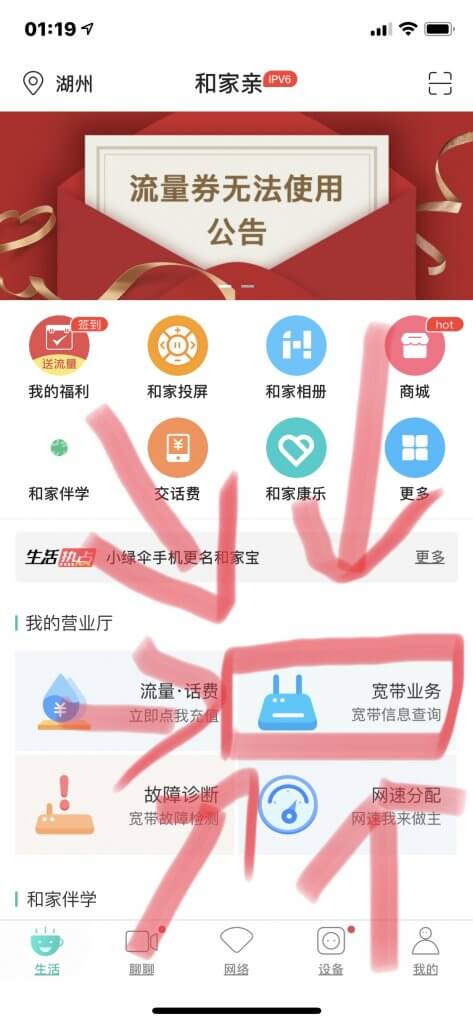 01:19
湖州
和家亲 IPV6
流量券无法使用
公告
签到
hot
送流量
我的福利 和家投屏 和家相册 商城
和家伴学 交话费 和家康乐 更多
生活热点 小绿伞手机更名和家宝 更多
我的营业厅
流量·话费 宽带业务
立即点我充值 宽带信息查询
故障诊断 网速分配
宽带故障检测 网速我来做主
和家伴学
生活 聊聊 网络 设备 我的